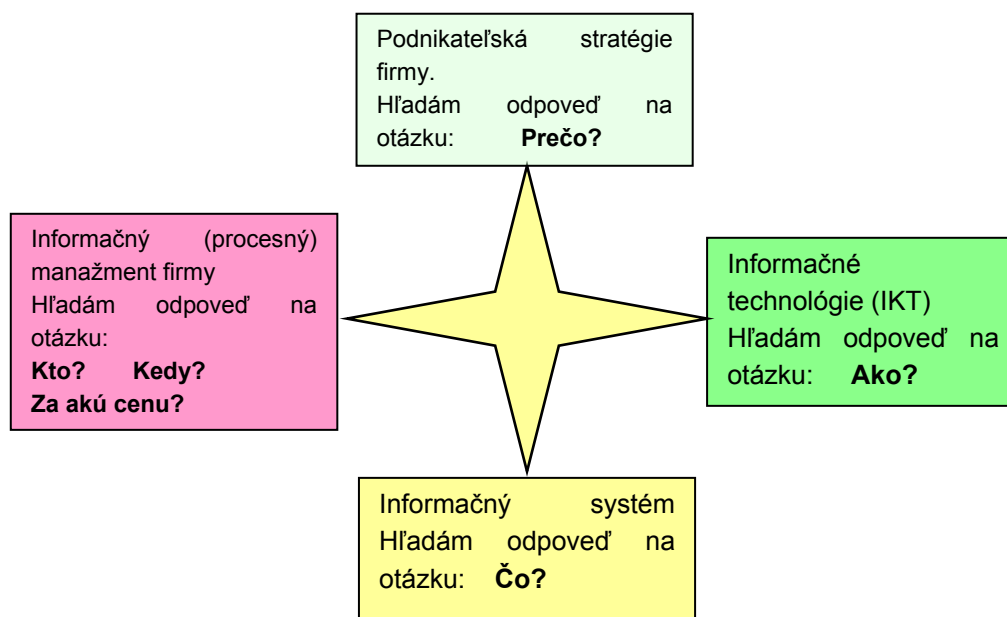 Podnikateľská stratégie
firmy.
Hľadám odpoveď na
otázku: Prečo?
Informačný (procesný)
manažment firmy
Hľadám odpoveď na
otázku:
Kto? Kedy?
Za akú cenu?
Informačné
technológie (IKT)
Hľadám odpoveď na
otázku: Ako?
Informačný systém
Hľadám odpoveď na
otázku: Čo?